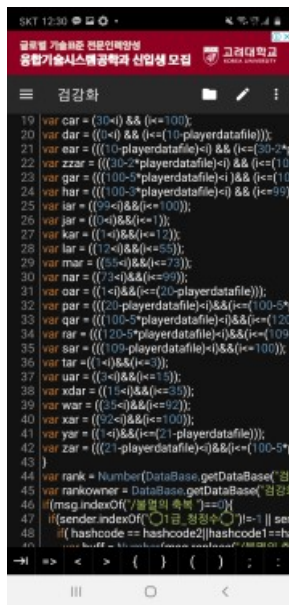 SKT 12:30
글로벌 기술표준 전문인력양성
융합기술시스템공학과 신입생 모집
고려대학교
KOREA UNIVERSITY
검강화
19 var car = (30<i) && (i<=100);
20 var dar = ((0<i) && (i<=(10-playerdatafile)));
21 var ear = (((10-playerdatafile)<i) && (i<=(30-2*p
22 var zzar = (((30-2*playerdatafile)<i) && (i<=(10
23 var gar = (((100-5*playerdatafile)<i )&& (i<=(10
24 var har = (((100-3*playerdatafile)<i) && (i<=99)
25 var iar = ((99<i)&&(i<=100));
26 var jar = ((0<i)&&(i<=1));
27 var kar = ((1<i)&&(i<=12));
28 var lar = ((12<i)&&(i<=55));
29 var mar = ((55<i)&&(i<=73));
30 var nar = ((73<i)&&(i<=99));
31 var oar = ((1<i)&&(i<=(20-playerdatafile)));
32 var par = (((20-playerdatafile)<i)&&(i<=(100-5*
33 var qar = (((100-5*playerdatafile)<i)&&(i<=(120
34 var rar = (((120-5*playerdatafile)<i)&&(i<=(109
35 var sar = (((109-playerdatafile)<i)&&(i<=100));
36 var tar =((1<i)&&(i<=3));
37 var uar = ((3<i)&&(i<=15));
38 var xdar = ((15<i)&&(i<=35));
39 var war = ((35<i)&&(i<=92));
40 var xar = ((92<i)&&(i<=100));
41 var yar = ((1<i)&&(i<=(21-playerdatafile)));
42 var zar = (((21-playerdatafile)<i)&&(i<=(100-5*
43 }
44 var rank = Number(DataBase.getDataBase("검
45 var rankowner = DataBase.getDataBase("검강화
46 if(msg.indexOf("/불멸의 축복 ")==0){
47 if(sender.indexOf("◯1급_청정수◯")!=-1 || sen
48 if( hashcode == hashcode2||hashcode1==ha
=> < > { } ( ) ; :